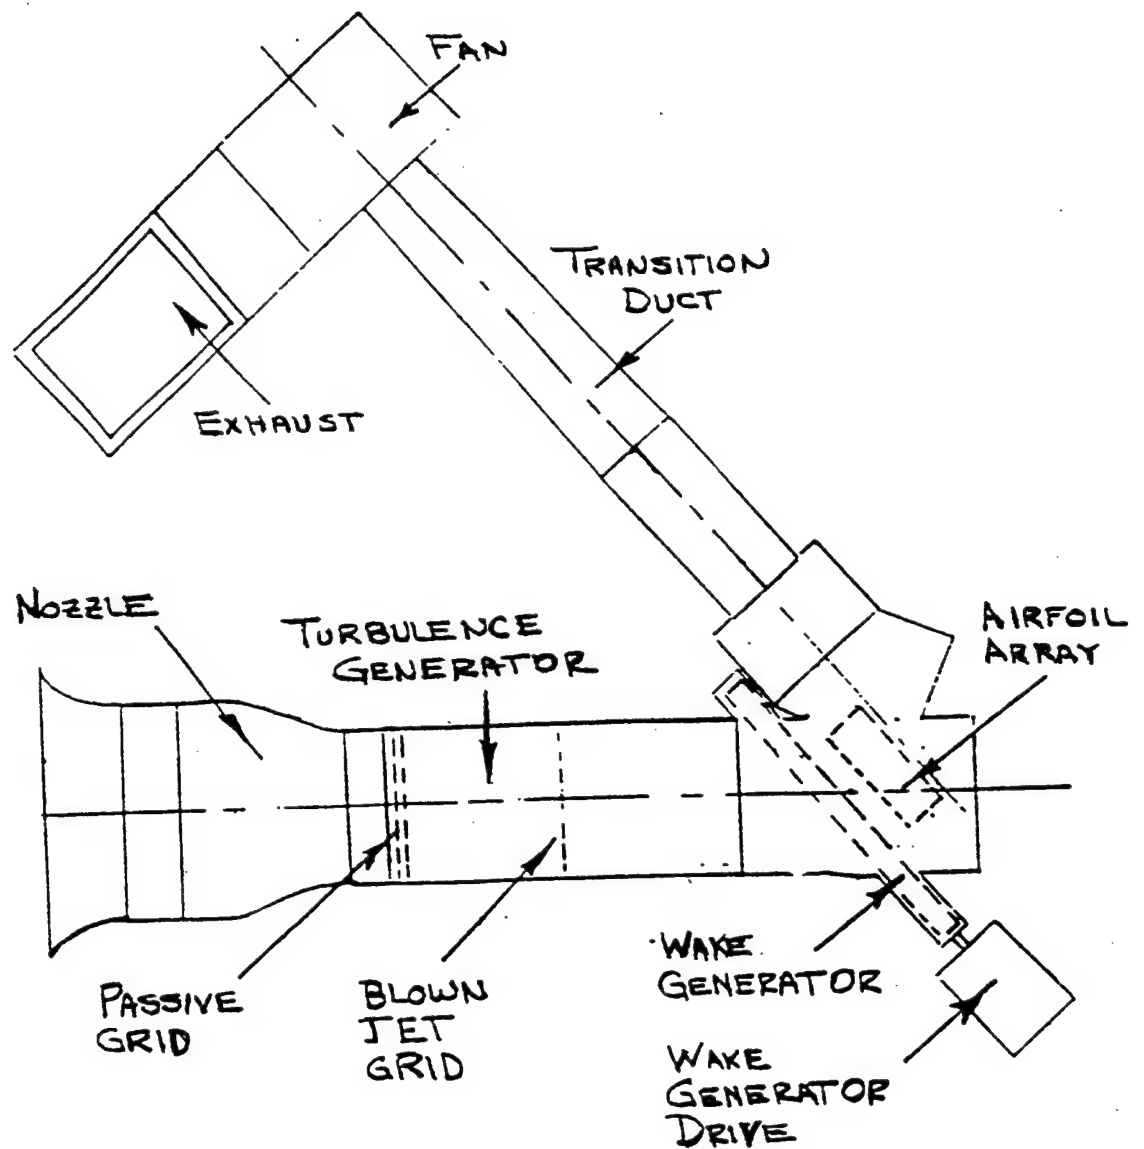 FAN
TRANSITION
DUCT
EXHAUST
NOZZLE
TURBULENCE
GENERATOR
AIRFOIL
ARRAY
PASSIVE
GRID
BLOWN
JET
GRID
WAKE
GENERATOR
WAKE
GENERATOR
DRIVE